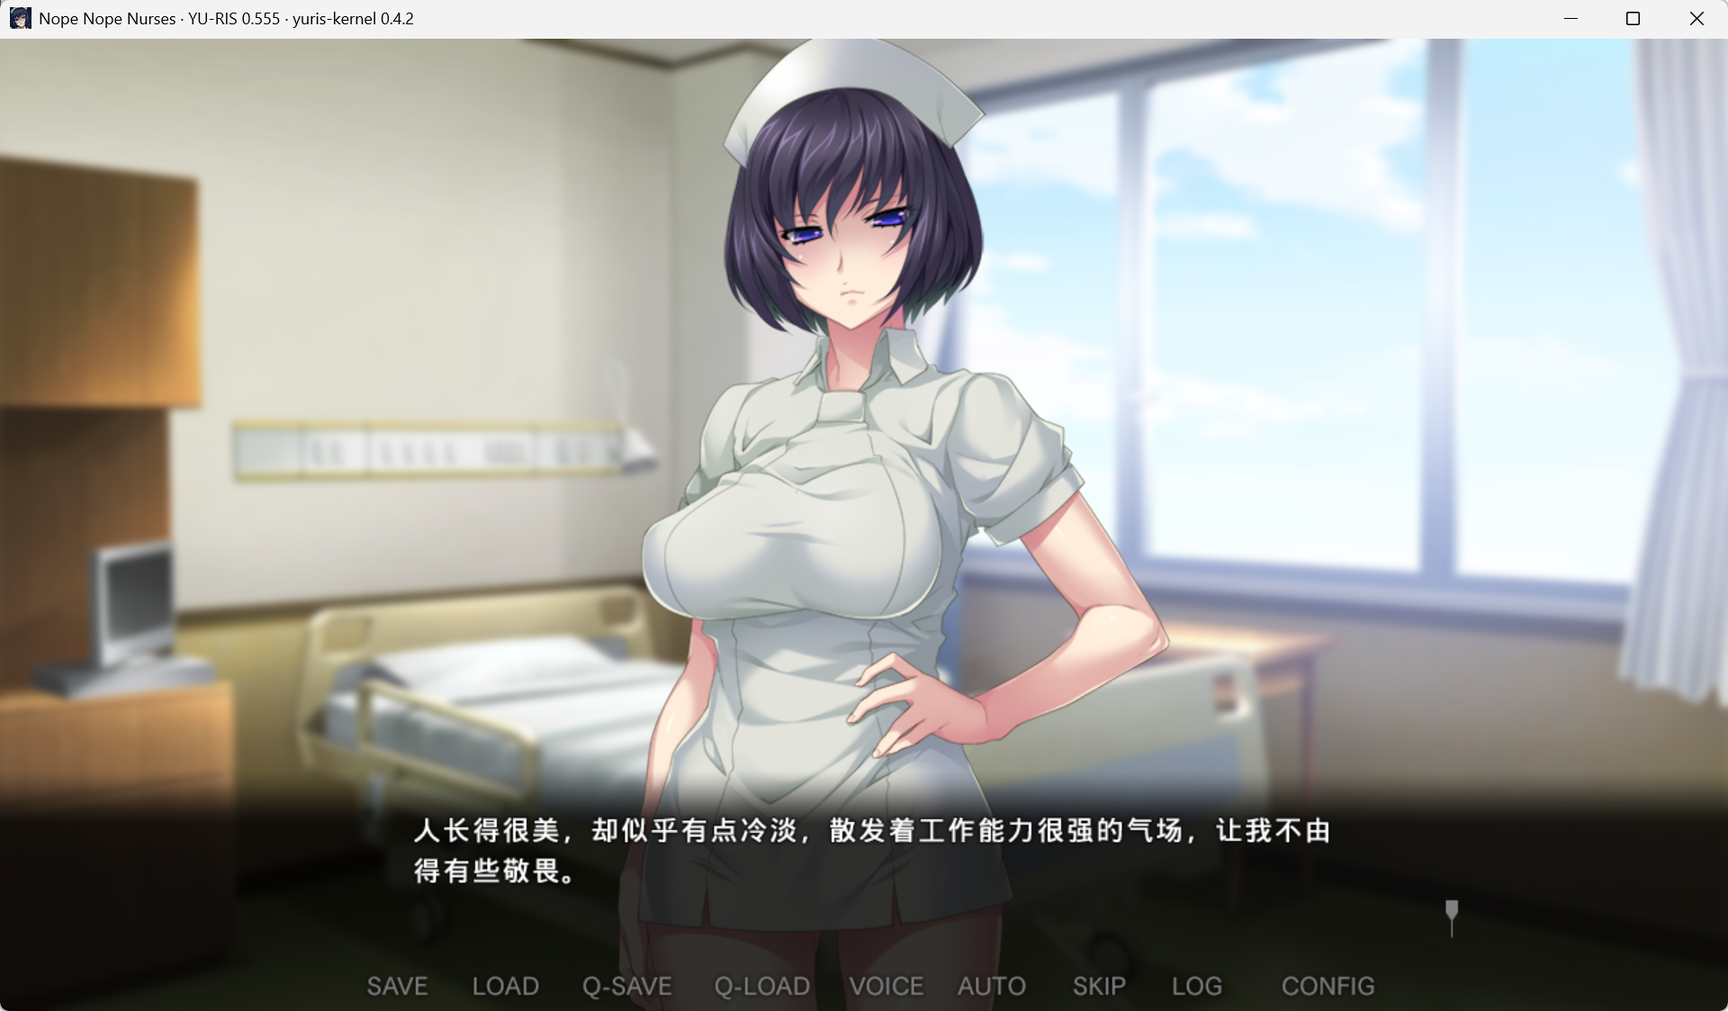 Nope Nope Nurses · YU-RIS 0.555 · yuris-kernel 0.4.2
人长得很美，却似乎有点冷淡，散发着工作能力很强的气场，让我不由
得有些敬畏。
SAVE LOAD Q-SAVE Q-LOAD VOICE AUTO SKIP LOG CONFIG